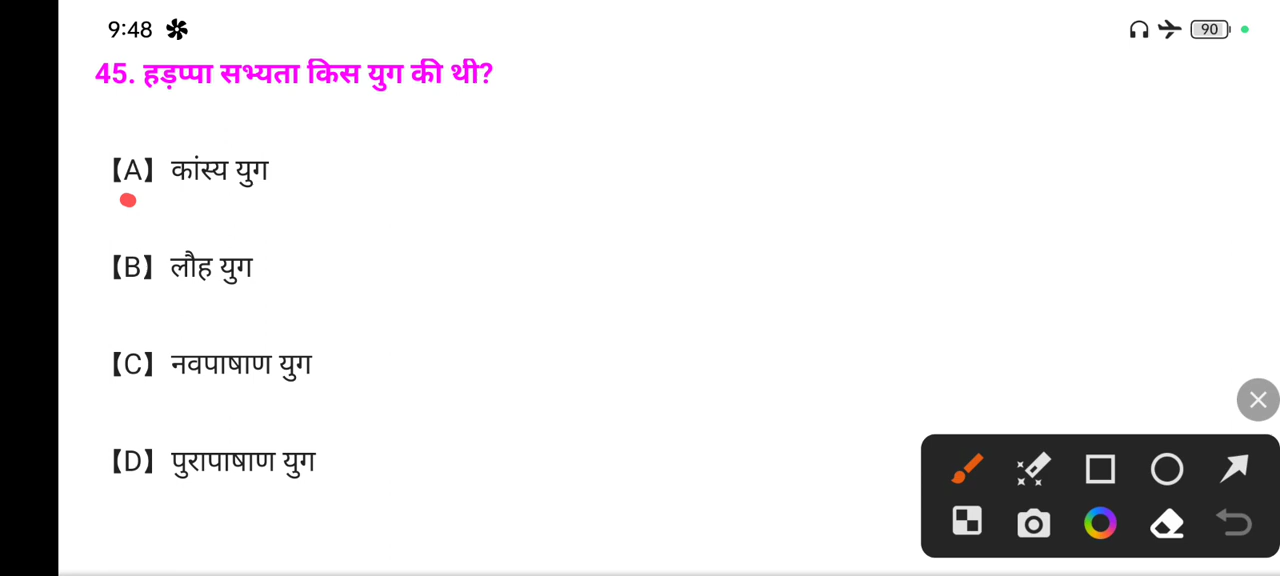 9:48
90
45. हड़प्पा सभ्यता किस युग की थी?
【A】 कांस्य युग
【B】 लौह युग
【C】 नवपाषाण युग
【D】 पुरापाषाण युग